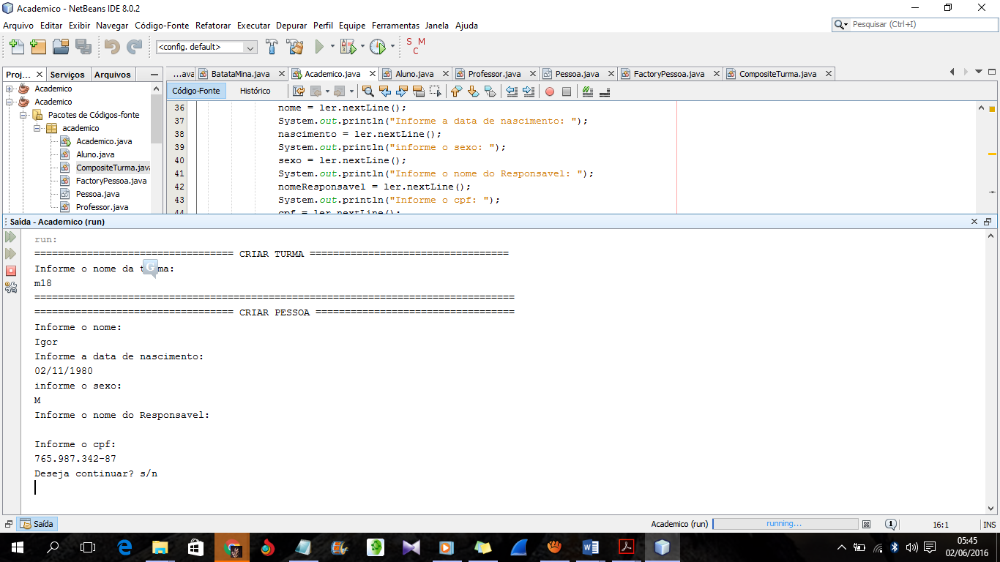 Academico - NetBeans IDE 8.0.2
Arquivo Editar Exibir Navegar Código-Fonte Refatorar Executar Depurar Perfil Equipe Ferramentas Janela Ajuda
Pesquisar (Ctrl+I)
<config. default>
S M
C
Proj... Serviços Arquivos
...ava BatataMina.java Academico.java Aluno.java Professor.java Pessoa.java FactoryPessoa.java CompositeTurma.java
Código-Fonte Histórico
Academico
Academico
Pacotes de Códigos-fonte
academico
Academico.java
Aluno.java
CompositeTurma.java
FactoryPessoa.java
Pessoa.java
Professor.java
36 nome = ler.nextLine();
37 System.out.println("Informe a data de nascimento: ");
38 nascimento = ler.nextLine();
39 System.out.println("informe o sexo: ");
40 sexo = ler.nextLine();
41 System.out.println("Informe o nome do Responsavel: ");
42 nomeResponsavel = ler.nextLine();
43 System.out.println("Informe o cpf: ");
44 cpf = ler.nextLine();
Saída - Academico (run)
run:
================================== CRIAR TURMA ==================================
Informe o nome da turma:
G
m18
==================================================================================
================================== CRIAR PESSOA ==================================
Informe o nome:
Igor
Informe a data de nascimento:
02/11/1980
informe o sexo:
M
Informe o nome do Responsavel:
Informe o cpf:
765.987.342-87
Deseja continuar? s/n
Saída
Academico (run) running... 1 16:1 INS
05:45
02/06/2016